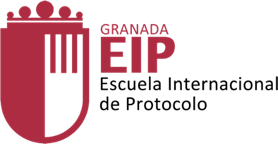 GRANADA
EIP
Escuela Internacional
de Protocolo